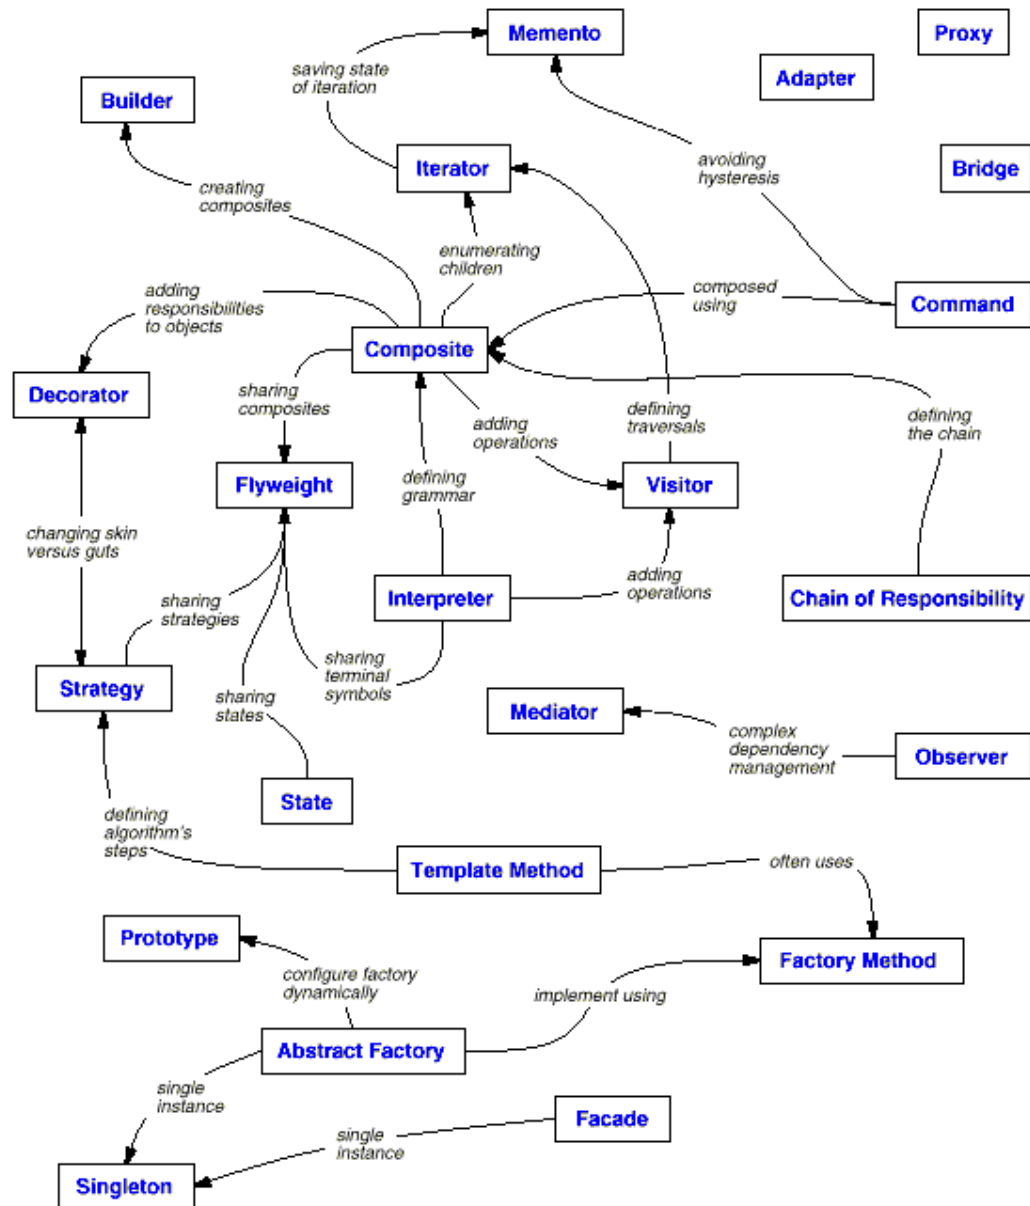 Memento
Proxy
saving state
of iteration
Adapter
Builder
avoiding
hysteresis
Iterator
Bridge
creating
composites
enumerating
children
adding
responsibilities
to objects
composed
using
Command
Composite
Decorator
sharing
composites
adding
operations
defining
traversals
defining
the chain
Flyweight
defining
grammar
Visitor
changing skin
versus guts
sharing
strategies
Interpreter
adding
operations
Chain of Responsibility
sharing
terminal
symbols
Strategy
sharing
states
Mediator
complex
dependency
management
Observer
State
defining
algorithm's
steps
Template Method
often uses
Prototype
configure factory
dynamically
implement using
Factory Method
Abstract Factory
single
instance
Facade
single
instance
Singleton